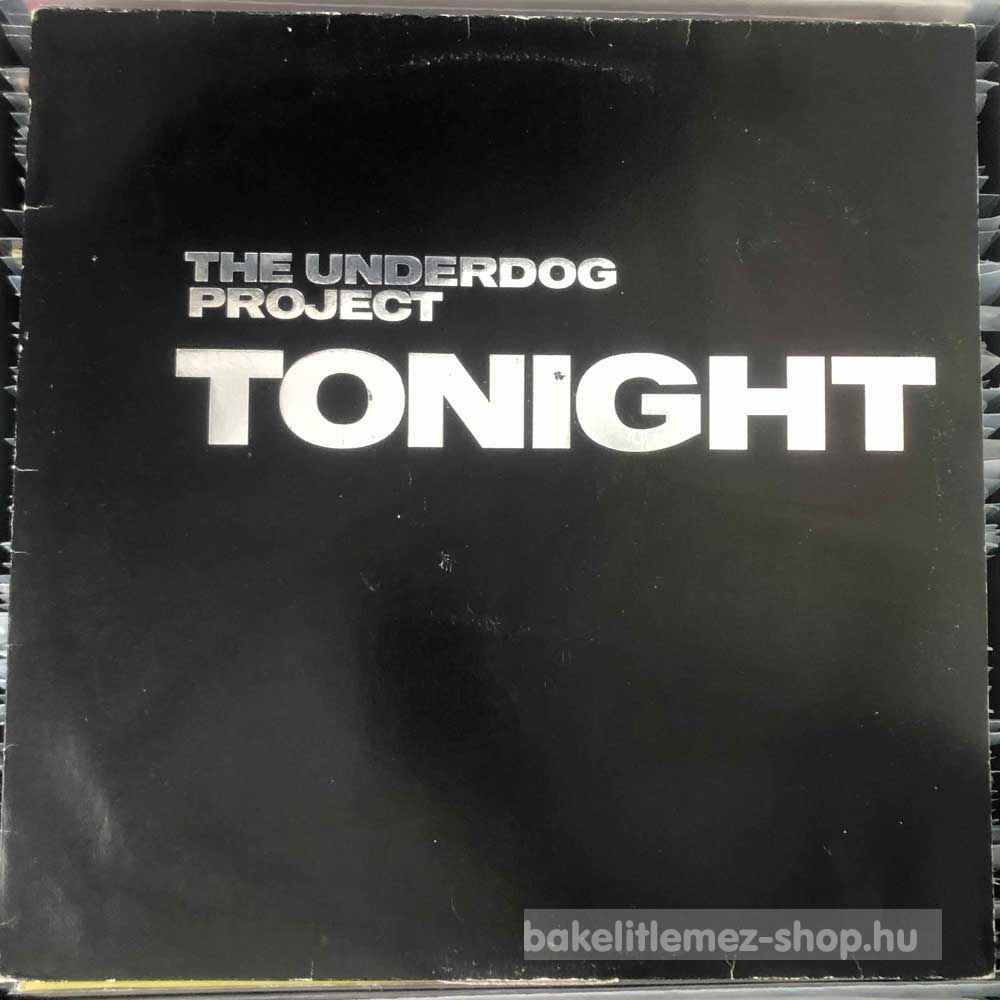 THE UNDERDOG
PROJECT
TONIGHT
bakelitlemez-shop.hu